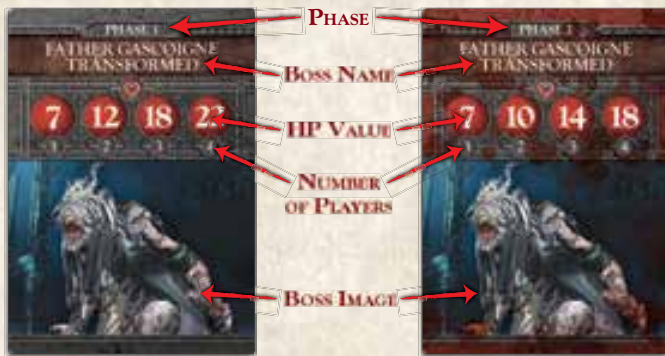 PHASE 1
FATHER GASCOIGNE
TRANSFORMED
7 12 18
1 2 3 4
PHASE
BOSS NAME
HP VALUE
NUMBER
OF PLAYERS
BOSS IMAGE
PHASE 2
FATHER GASCOIGNE
TRANSFORMED
7 10 14 18
1 2 3 4